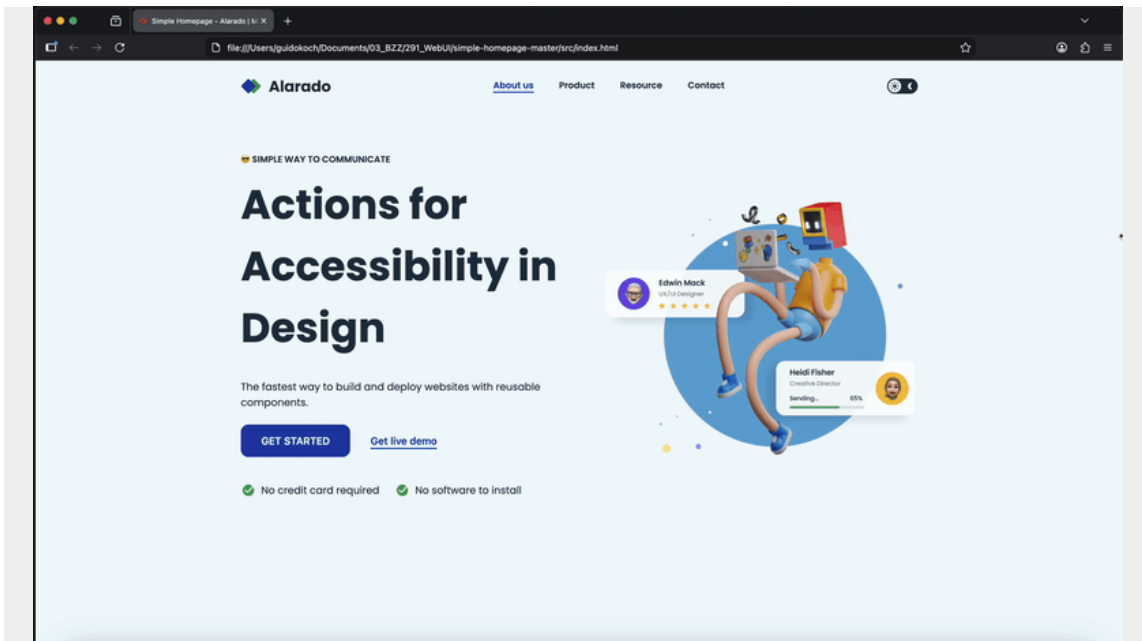 Simple Homepage - Alarado | M
file:///Users/guidokoch/Documents/03_BZZ/291_WebUI/simple-homepage-master/src/index.html
Alarado
About us
Product
Resource
Contact
😎 SIMPLE WAY TO COMMUNICATE
Actions for
Accessibility in
Design
The fastest way to build and deploy websites with reusable
components.
GET STARTED
Get live demo
No credit card required
No software to install
Edwin Mack
UX/UI Designer
Heidi Fisher
Creative Director
Sending... 65%